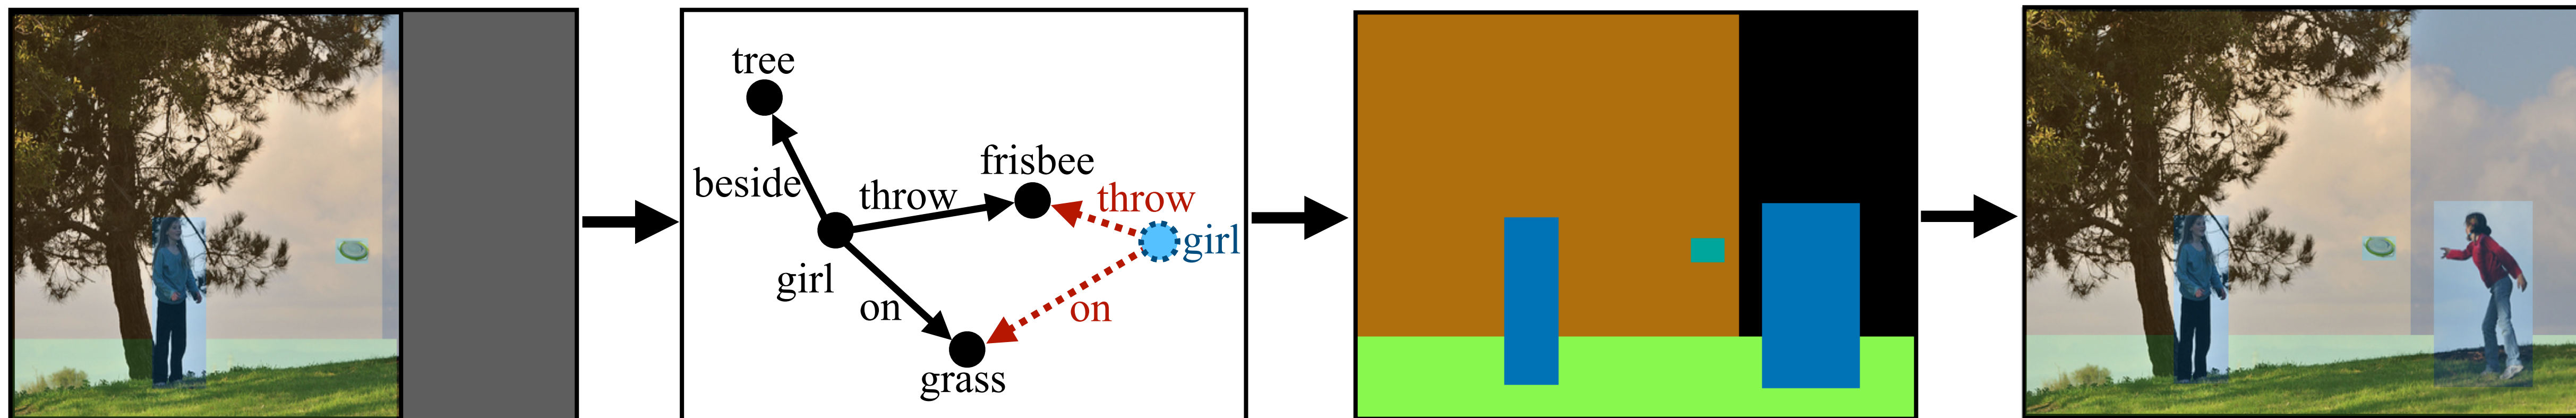 tree
frisbee
beside
throw
throw
girl
girl
on
on
grass